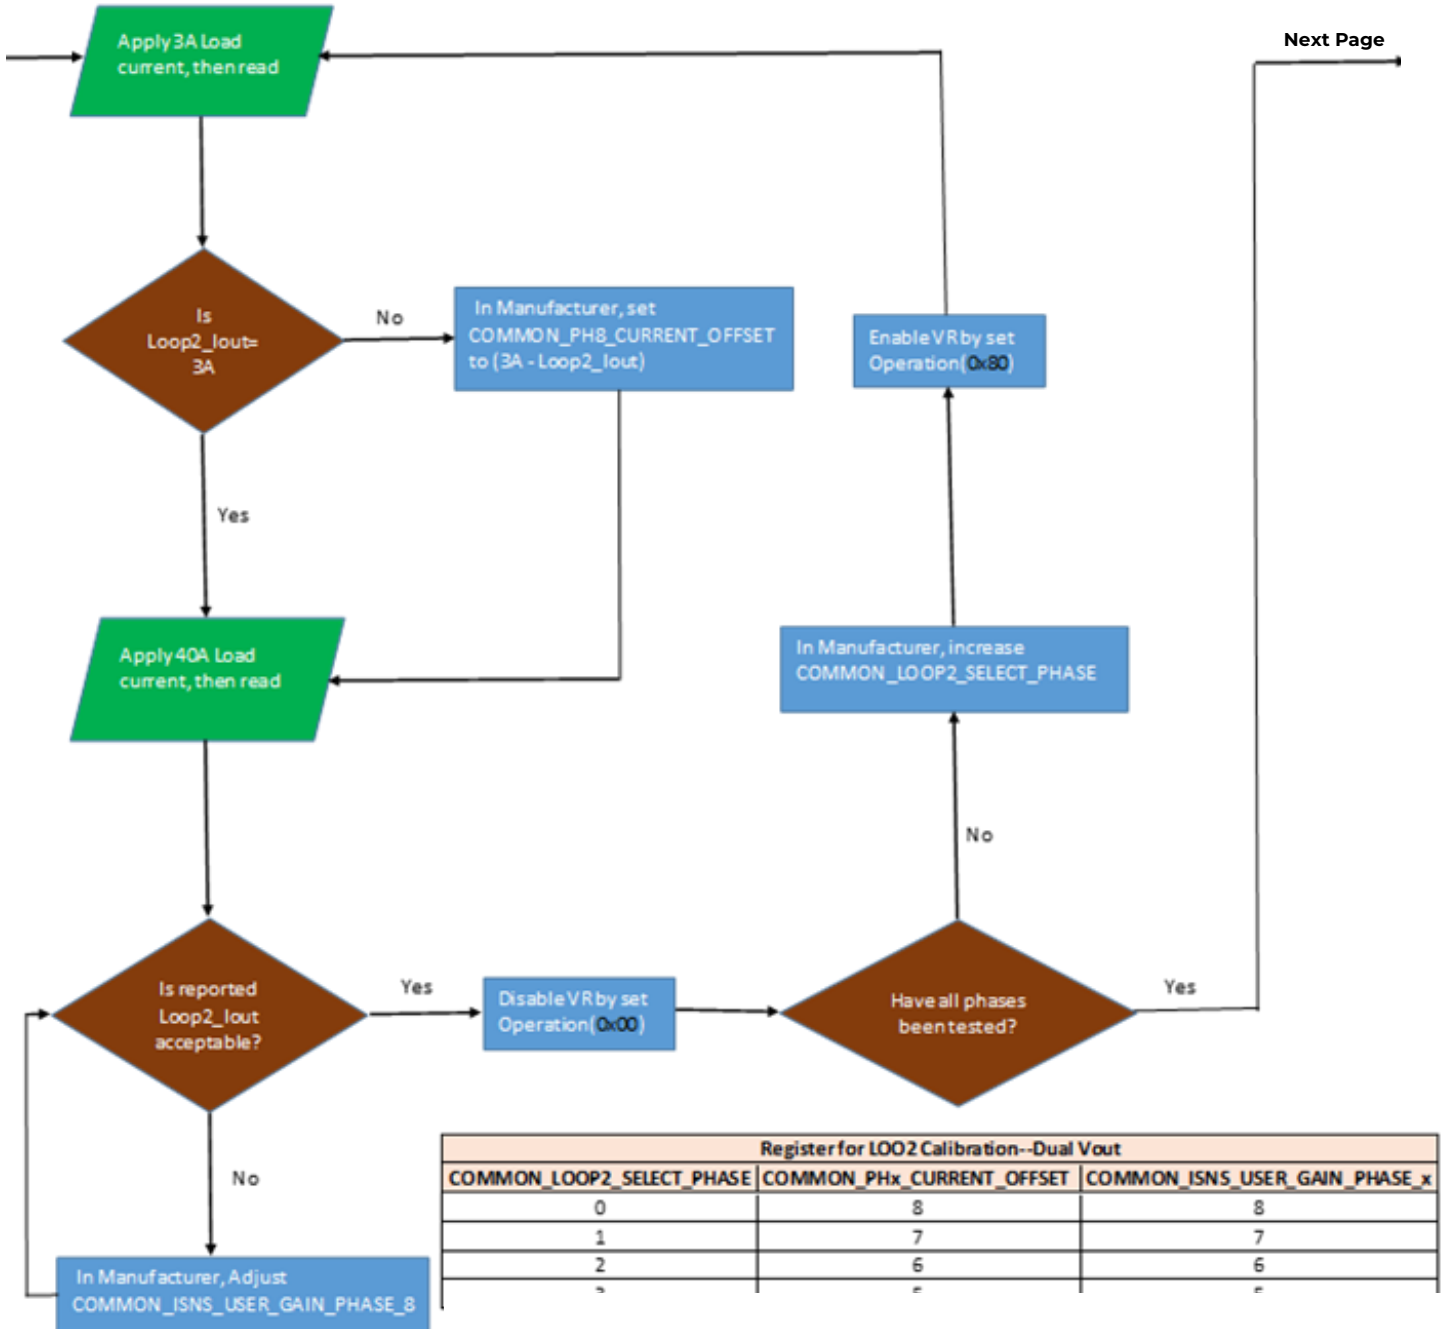 Next Page
Apply 3A Load
current, then read
Is
Loop2_Iout=
3A
No
In Manufacturer, set
COMMON_PH8_CURRENT_OFFSET
to (3A - Loop2_Iout)
Enable VR by set
Operation(0x80)
Yes
Apply 40A Load
current, then read
In Manufacturer, increase
COMMON_LOOP2_SELECT_PHASE
No
Is reported
Loop2_Iout
acceptable?
Yes
Disable VR by set
Operation(0x00)
Have all phases
been tested?
Yes
No
In Manufacturer, Adjust
COMMON_ISNS_USER_GAIN_PHASE_8
Register for LOO2 Calibration--Dual Vout
COMMON_LOOP2_SELECT_PHASE COMMON_PHx_CURRENT_OFFSET COMMON_ISNS_USER_GAIN_PHASE_x
0 8 8
1 7 7
2 6 6